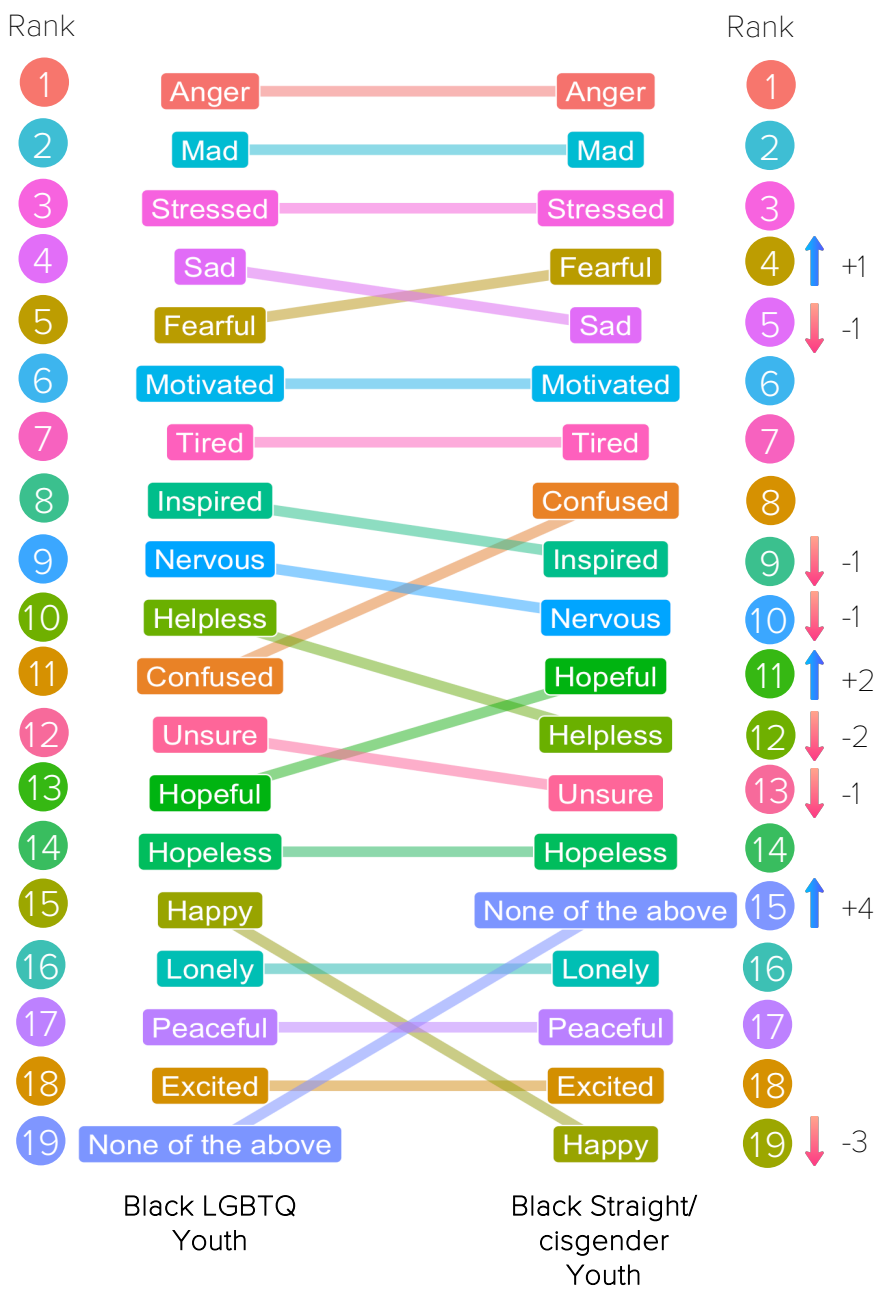 Rank Rank
1 Anger Anger 1
2 Mad Mad 2
3 Stressed Stressed 3
4 Sad Fearful 4 +1
5 Fearful Sad 5 -1
6 Motivated Motivated 6
7 Tired Tired 7
8 Inspired Confused 8
9 Nervous Inspired 9 -1
10 Helpless Nervous 10 -1
11 Confused Hopeful 11 +2
12 Unsure Helpless 12 -2
13 Hopeful Unsure 13 -1
14 Hopeless Hopeless 14
15 Happy None of the above 15 +4
16 Lonely Lonely 16
17 Peaceful Peaceful 17
18 Excited Excited 18
19 None of the above Happy 19 -3
Black LGBTQ Black Straight/
Youth cisgender
Youth